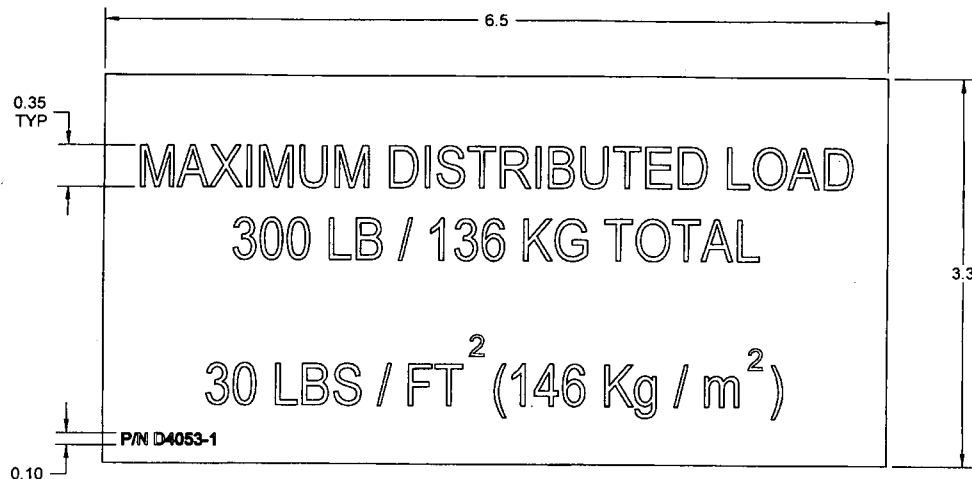 6.5
0.35
TYP
MAXIMUM DISTRIBUTED LOAD
300 LB / 136 KG TOTAL
3.3
30 LBS / FT² (146 Kg / m²)
P/N D4053-1
0.10